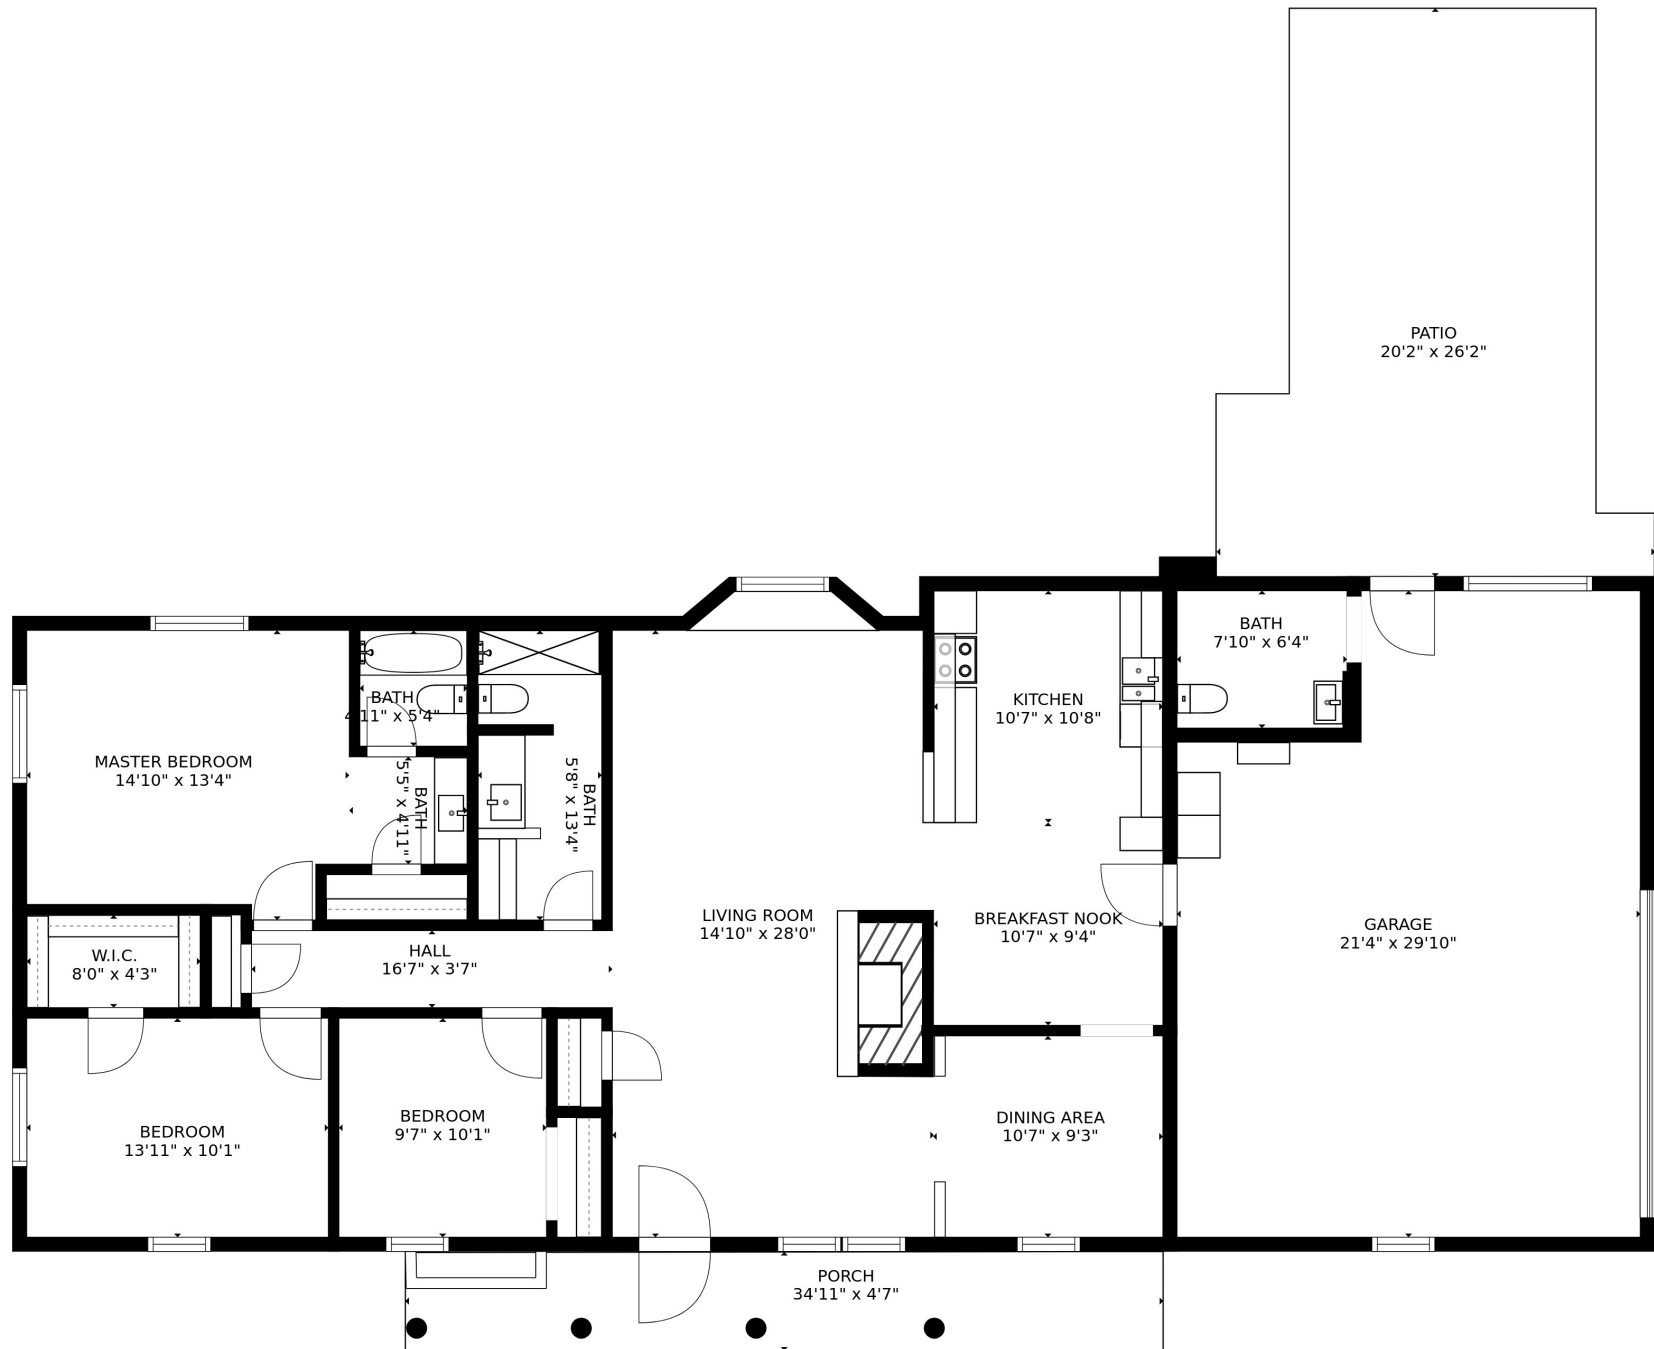 PATIO
20'2" x 26'2"
BATH
7'10" x 6'4"
KITCHEN
10'7" x 10'8"
BATH
4'11" x 5'4"
MASTER BEDROOM
14'10" x 13'4"
BATH
5'5" x 4'11"
BATH
5'8" x 13'4"
LIVING ROOM
14'10" x 28'0"
BREAKFAST NOOK
10'7" x 9'4"
GARAGE
21'4" x 29'10"
W.I.C.
8'0" x 4'3"
HALL
16'7" x 3'7"
BEDROOM
13'11" x 10'1"
BEDROOM
9'7" x 10'1"
DINING AREA
10'7" x 9'3"
PORCH
34'11" x 4'7"